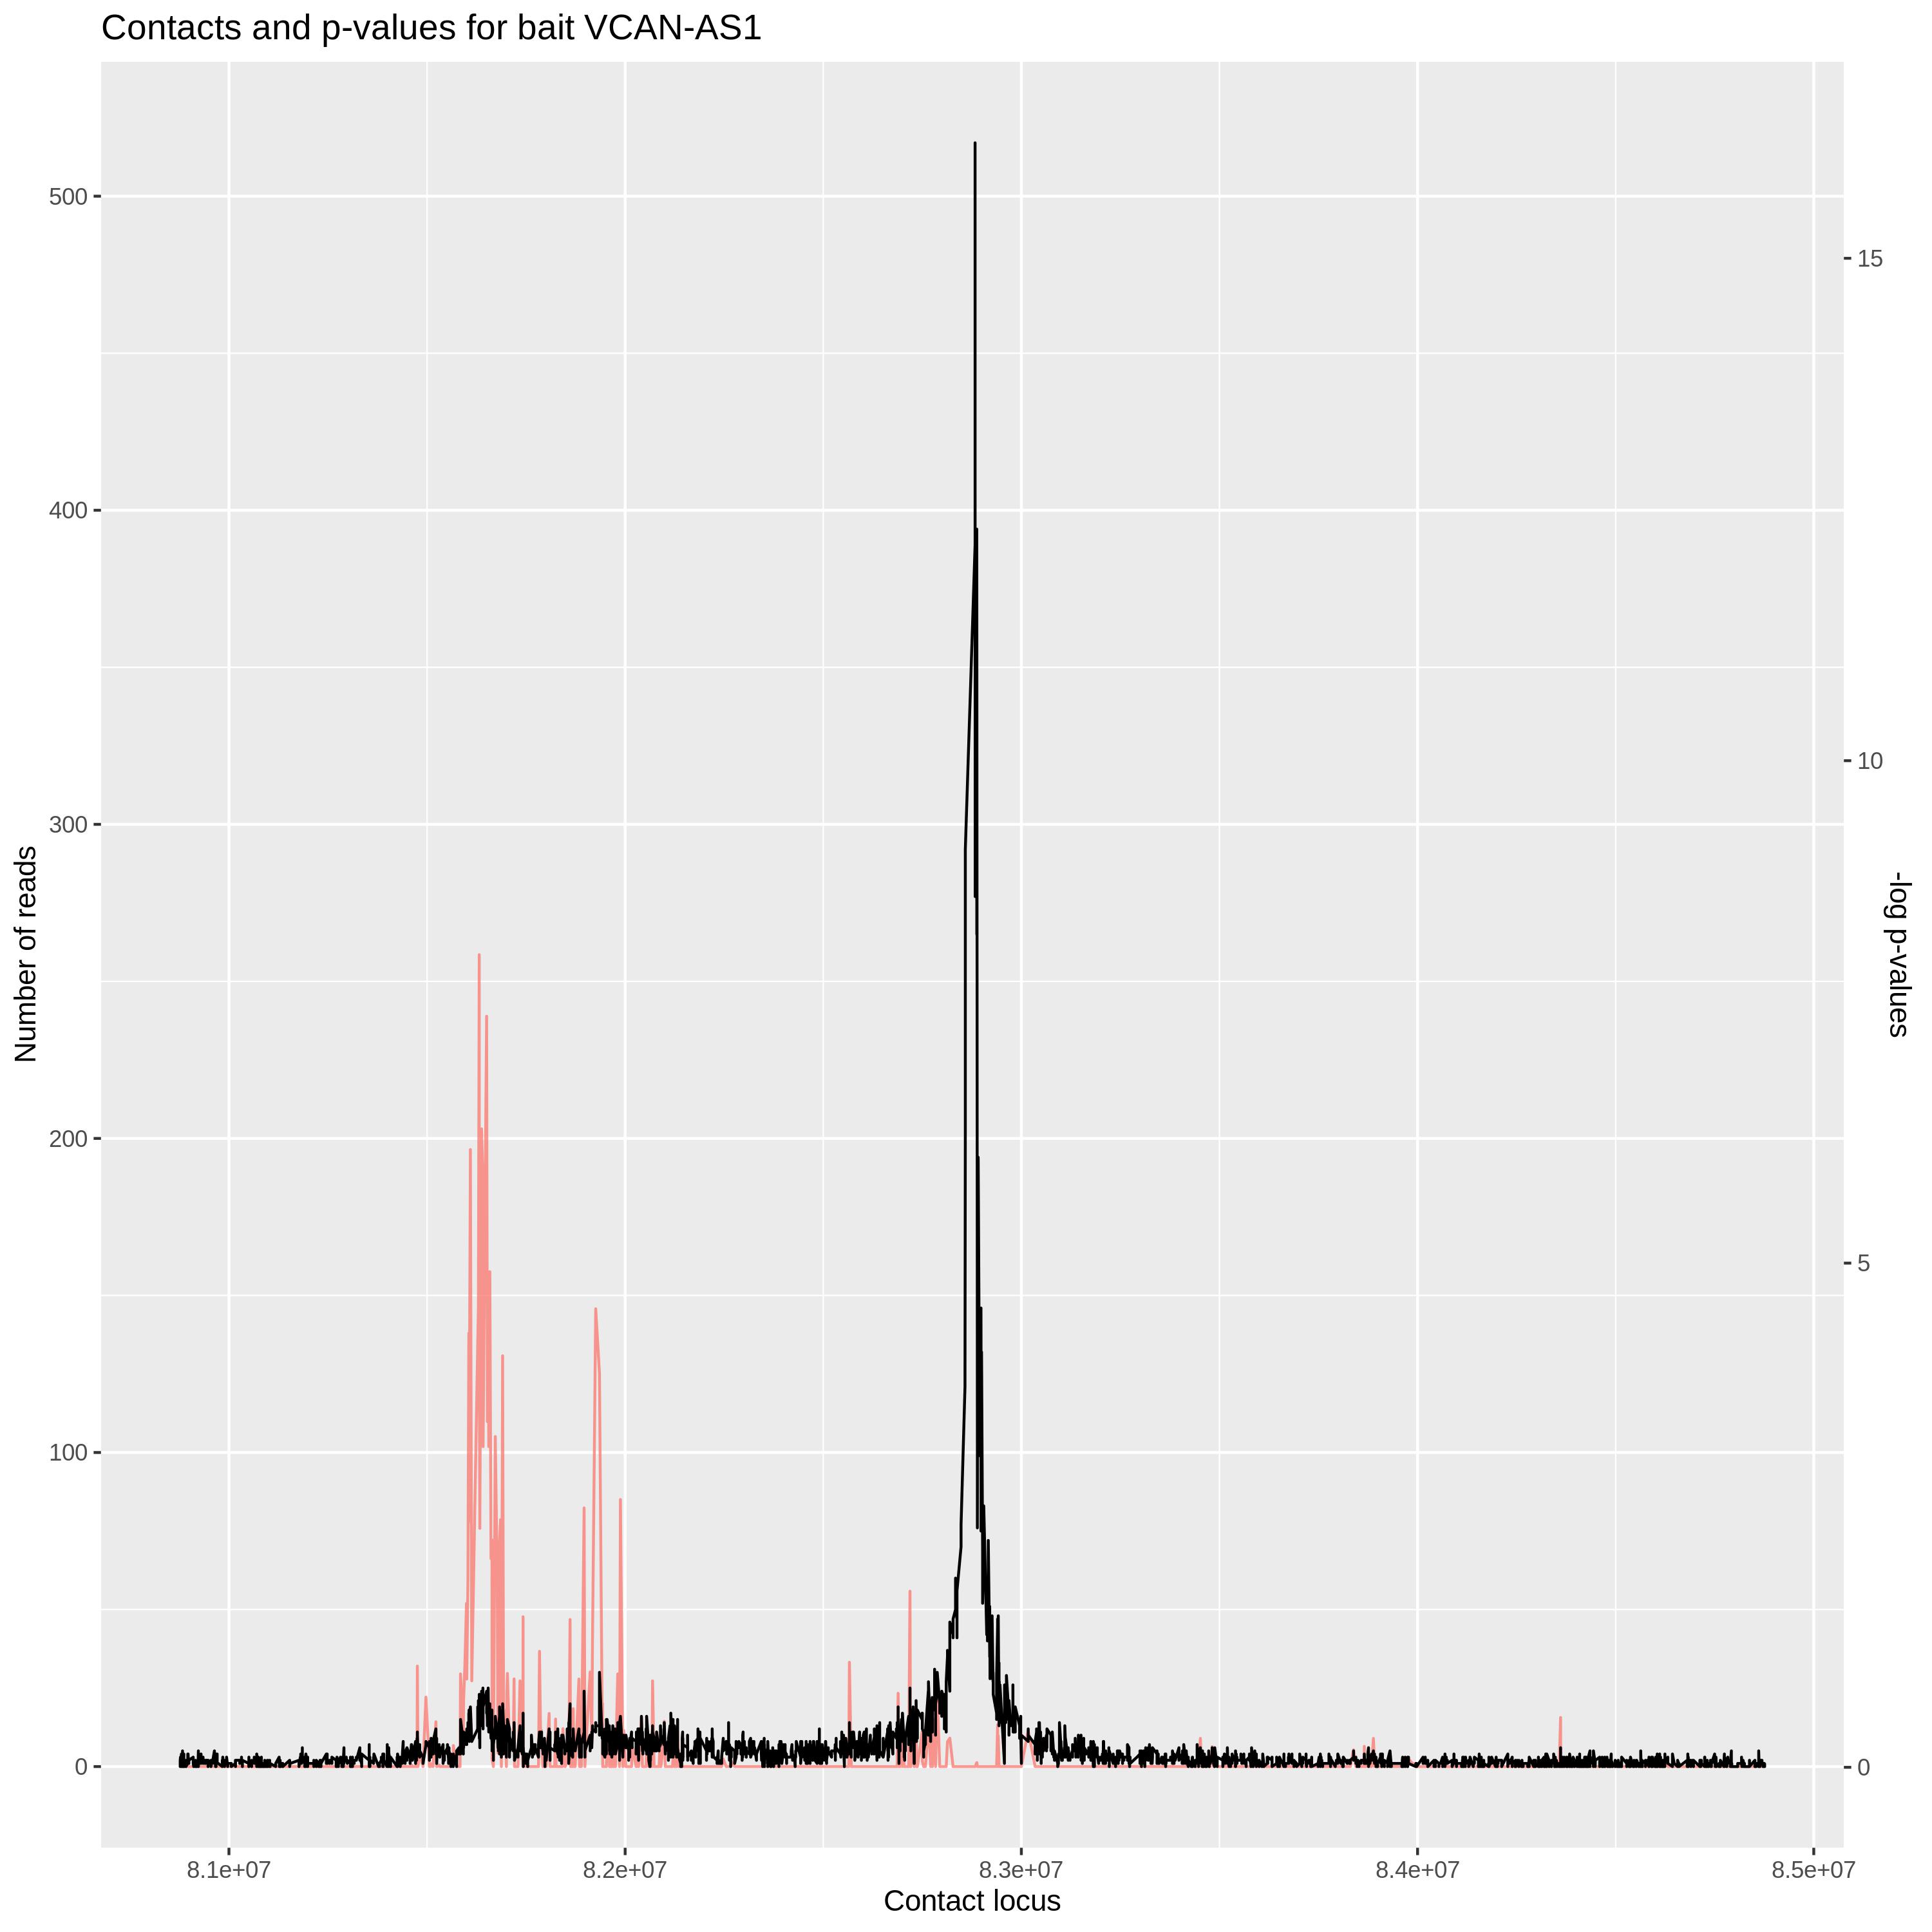 Contacts and p-values for bait VCAN-AS1
500
400
300
200
100
0
Number of reads
15
10
5
0
-log p-values
8.1e+07 8.2e+07 8.3e+07 8.4e+07 8.5e+07
Contact locus